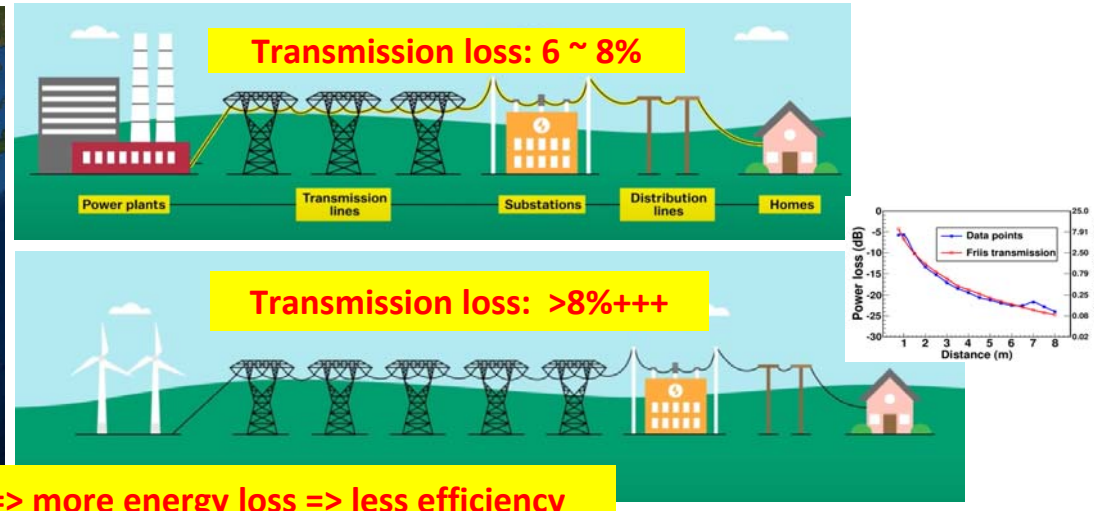 Transmission loss: 6 ~ 8%
Power plants
Transmission
lines
Substations
Distribution
lines
Homes
Transmission loss: >8%+++
Power loss (dB)
0
-5
-10
-15
-20
-25
-30
Data points
Friis transmission
25.0
7.91
2.50
0.79
0.25
0.06
0.02
1 2 3 4 5 6 7 8
Distance (m)
=> more energy loss => less efficiency